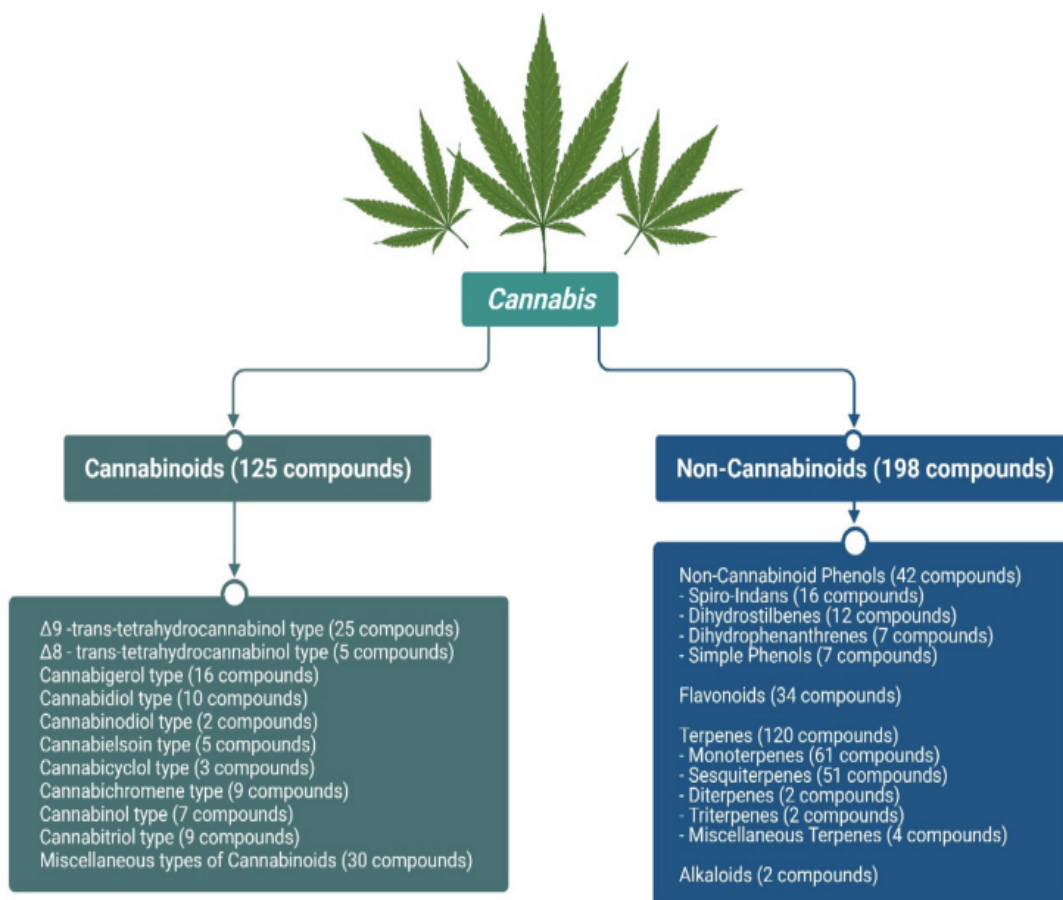 Cannabis
Cannabinoids (125 compounds)
Δ9 -trans-tetrahydrocannabinol type (25 compounds)
Δ8 - trans-tetrahydrocannabinol type (5 compounds)
Cannabigerol type (16 compounds)
Cannabidiol type (10 compounds)
Cannabinodiol type (2 compounds)
Cannabielsoin type (5 compounds)
Cannabicyclol type (3 compounds)
Cannabichromene type (9 compounds)
Cannabinol type (7 compounds)
Cannabitriol type (9 compounds)
Miscellaneous types of Cannabinoids (30 compounds)
Non-Cannabinoids (198 compounds)
Non-Cannabinoid Phenols (42 compounds)
- Spiro-Indans (16 compounds)
- Dihydrostilbenes (12 compounds)
- Dihydrophenanthrenes (7 compounds)
- Simple Phenols (7 compounds)
Flavonoids (34 compounds)
Terpenes (120 compounds)
- Monoterpenes (61 compounds)
- Sesquiterpenes (51 compounds)
- Diterpenes (2 compounds)
- Triterpenes (2 compounds)
- Miscellaneous Terpenes (4 compounds)
Alkaloids (2 compounds)